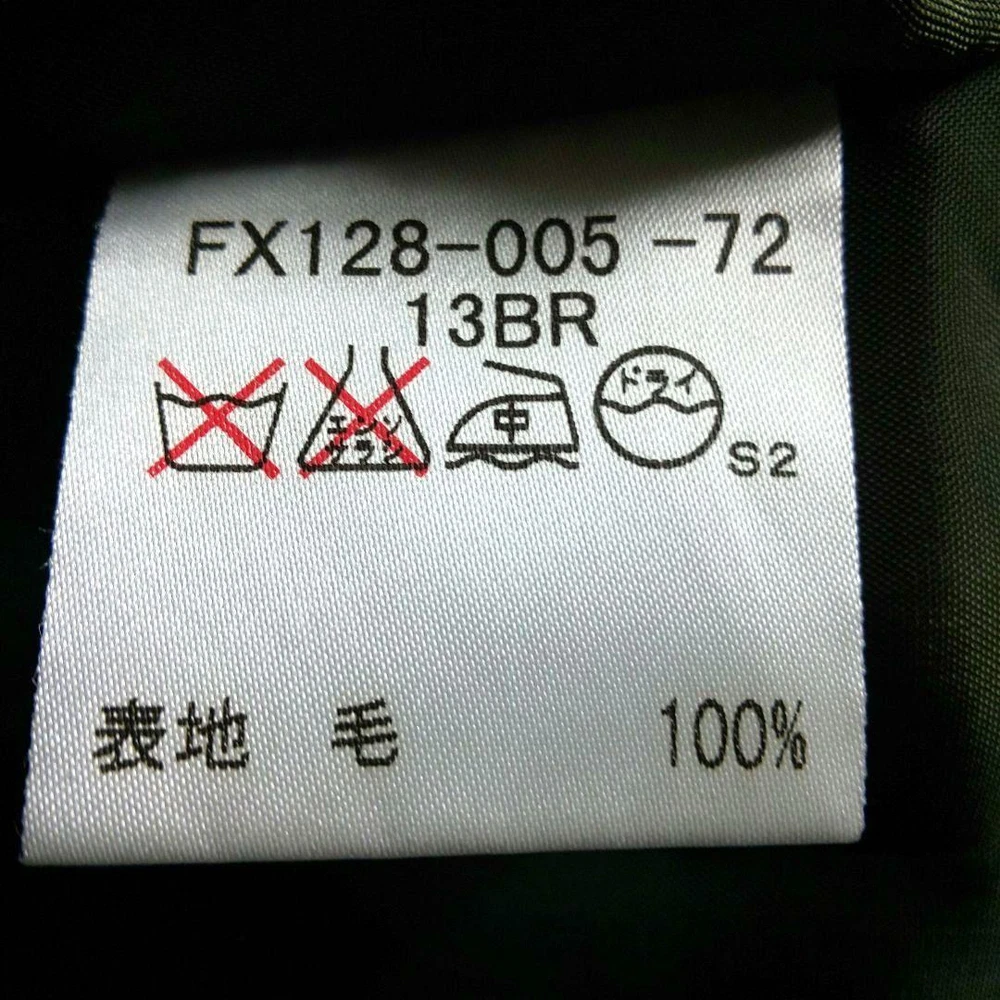 FX128-005 -72
13BR
エンソ
サラシ
中
ドライ
S2
表地 毛 100%